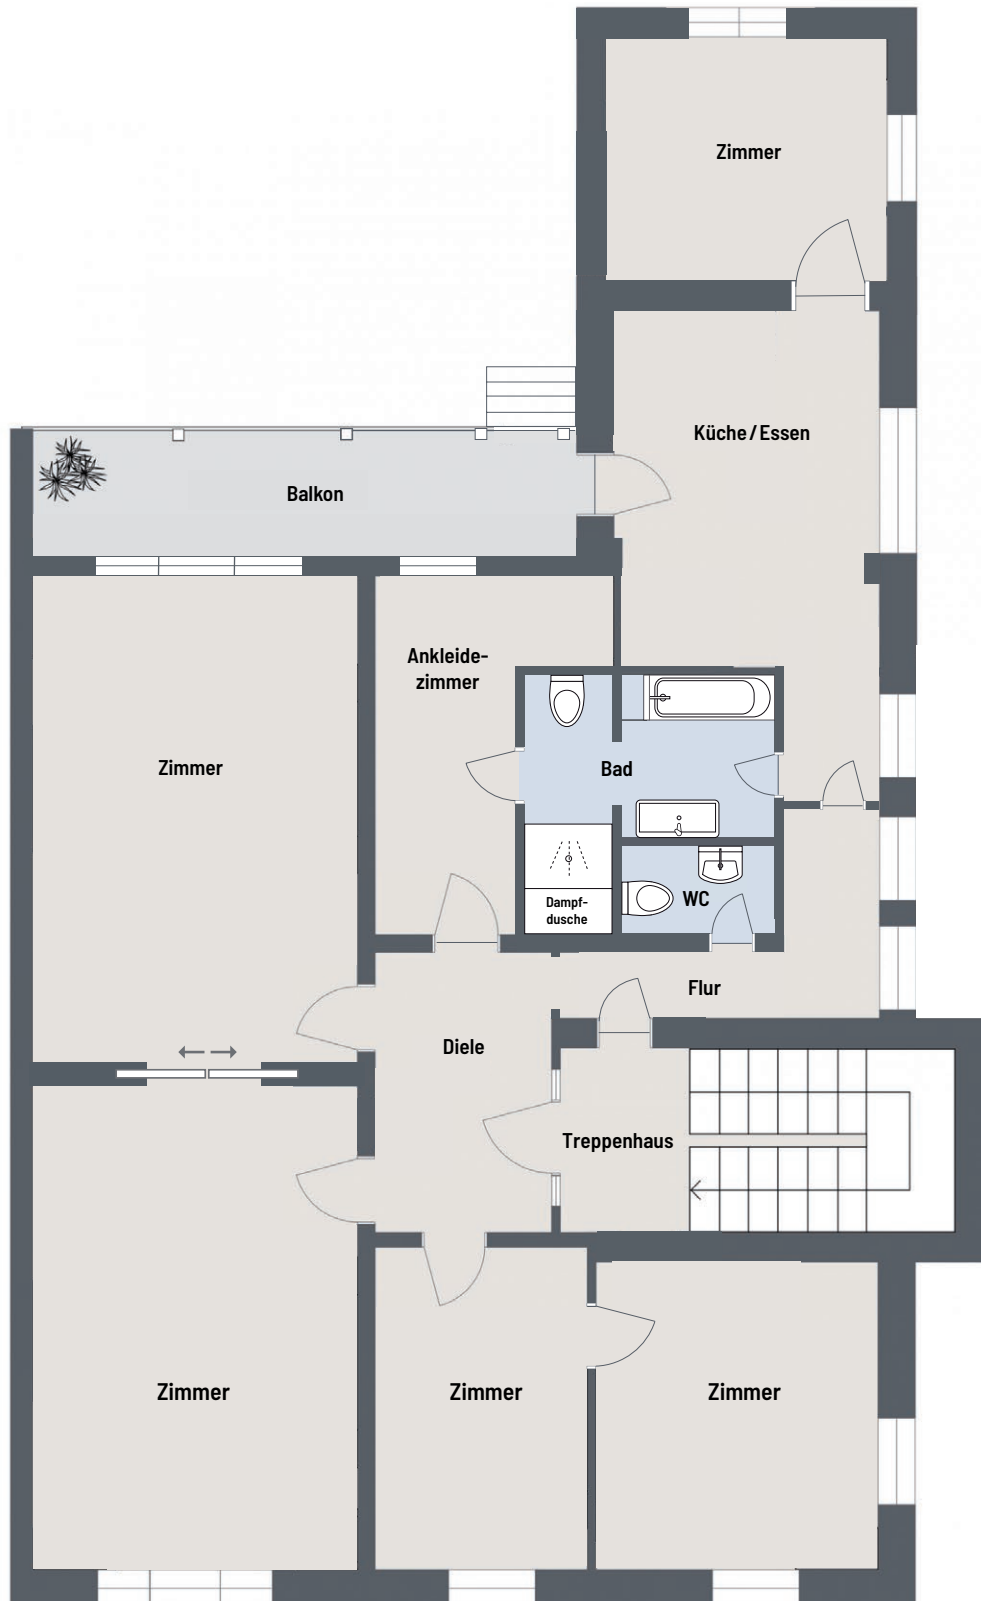 Zimmer
Küche / Essen
Balkon
Ankleide-
zimmer
Zimmer
Bad
Dampf-
dusche
WC
Flur
Diele
Treppenhaus
Zimmer
Zimmer
Zimmer